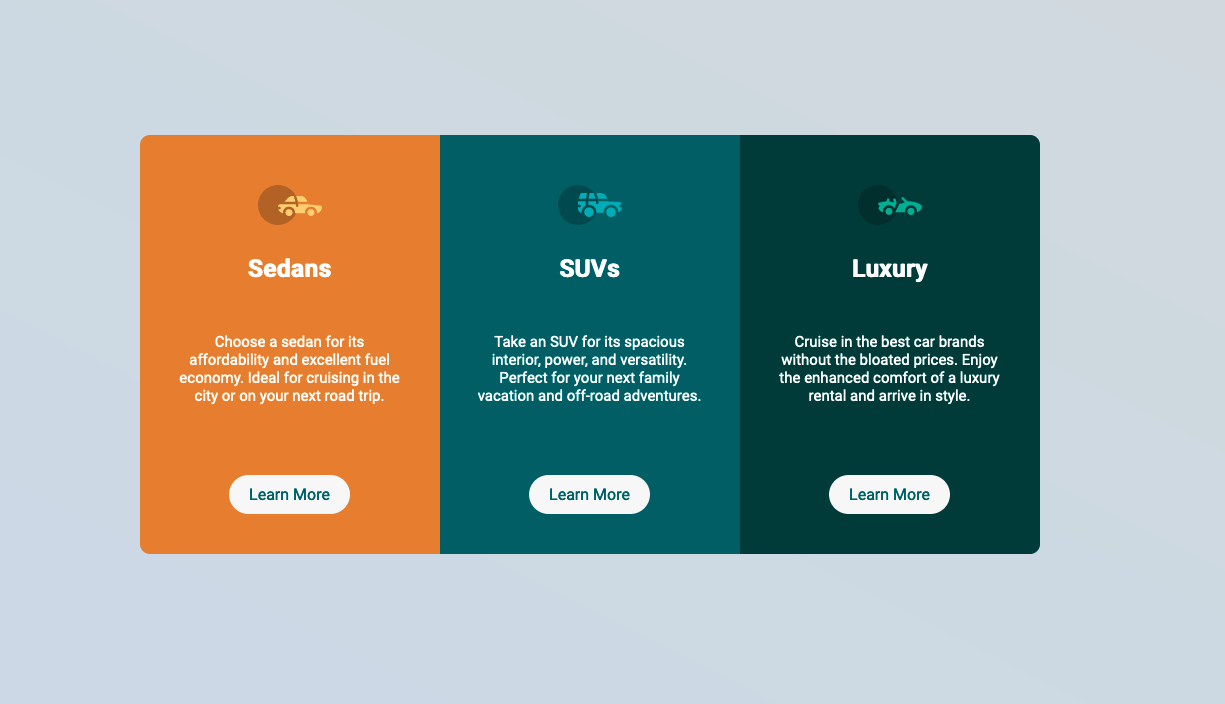 Sedans
Choose a sedan for its
affordability and excellent fuel
economy. Ideal for cruising in the
city or on your next road trip.
Learn More
SUVs
Take an SUV for its spacious
interior, power, and versatility.
Perfect for your next family
vacation and off-road adventures.
Learn More
Luxury
Cruise in the best car brands
without the bloated prices. Enjoy
the enhanced comfort of a luxury
rental and arrive in style.
Learn More